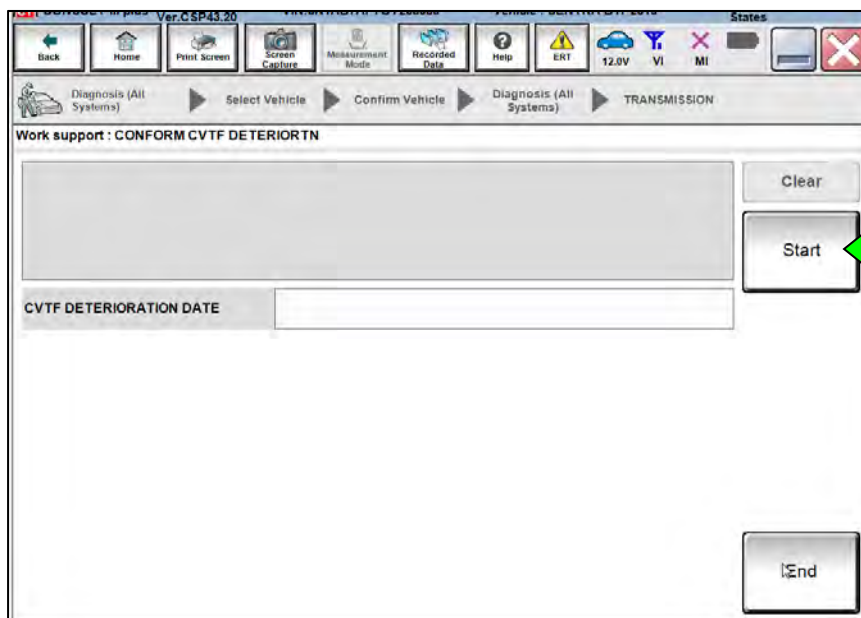 Ver.CSP43.20 States
Back Home Print Screen Screen Capture Measurement Mode Recorded Data Help ERT 12.0V VI MI
Diagnosis (All Systems) Select Vehicle Confirm Vehicle Diagnosis (All Systems) TRANSMISSION
Work support : CONFORM CVTF DETERIORTN
Clear
Start
CVTF DETERIORATION DATE
End